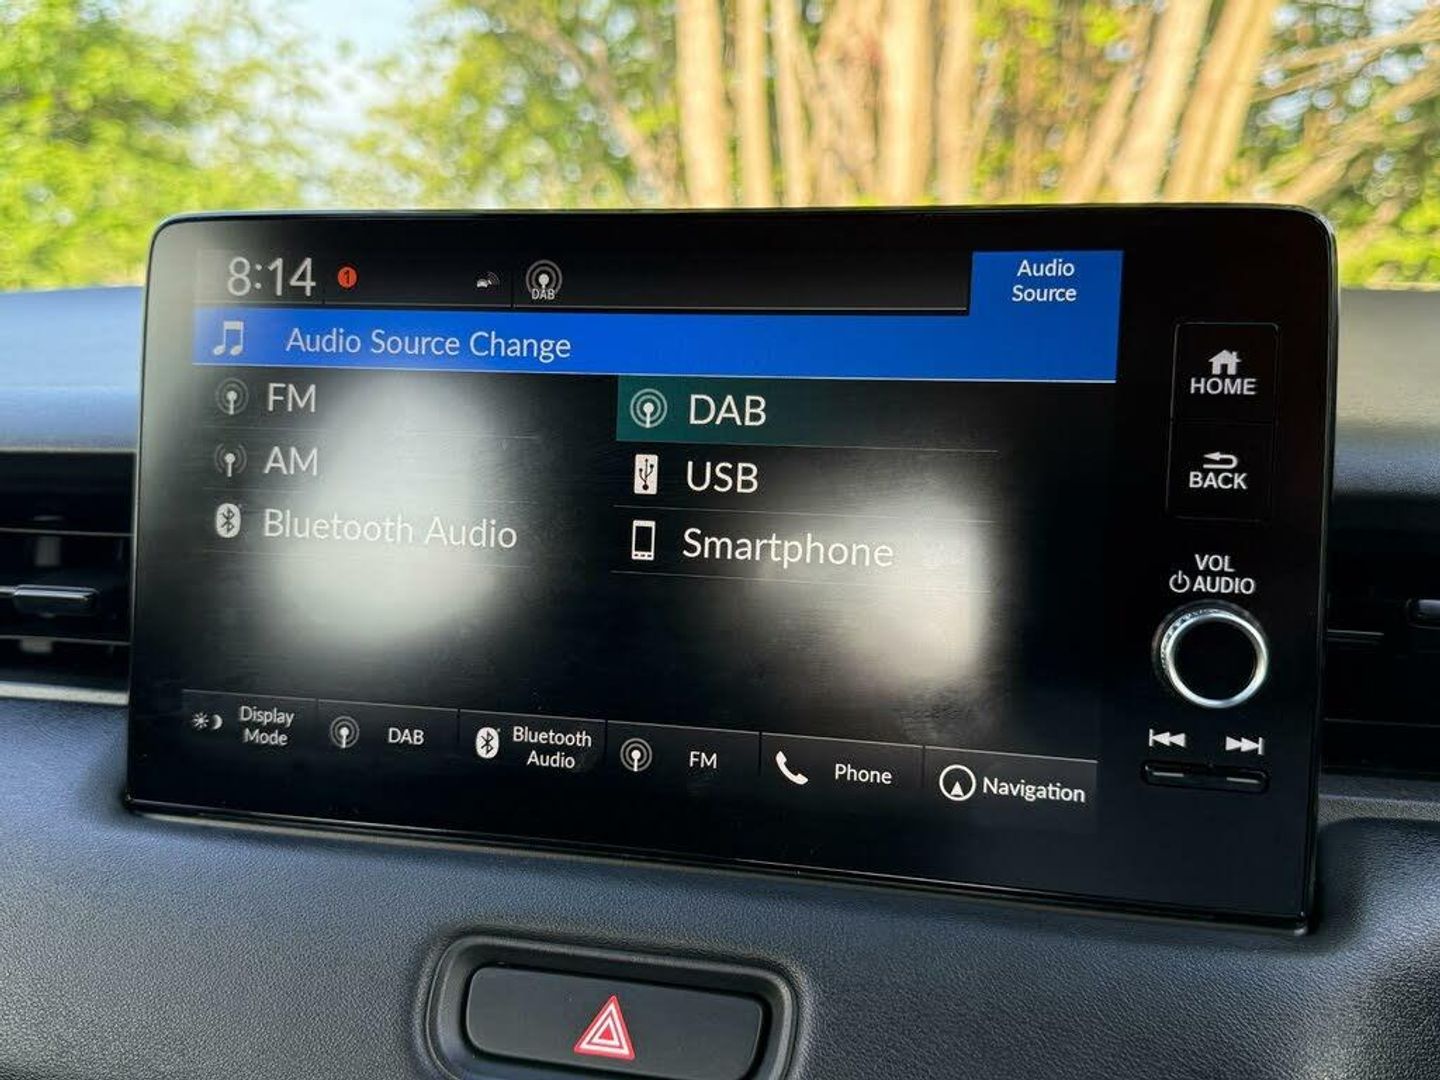 8:14
1
DAB
Audio
Source
Audio Source Change
FM
DAB
AM
USB
Bluetooth Audio
Smartphone
Display
Mode
DAB
Bluetooth
Audio
FM
Phone
Navigation
HOME
BACK
VOL
AUDIO